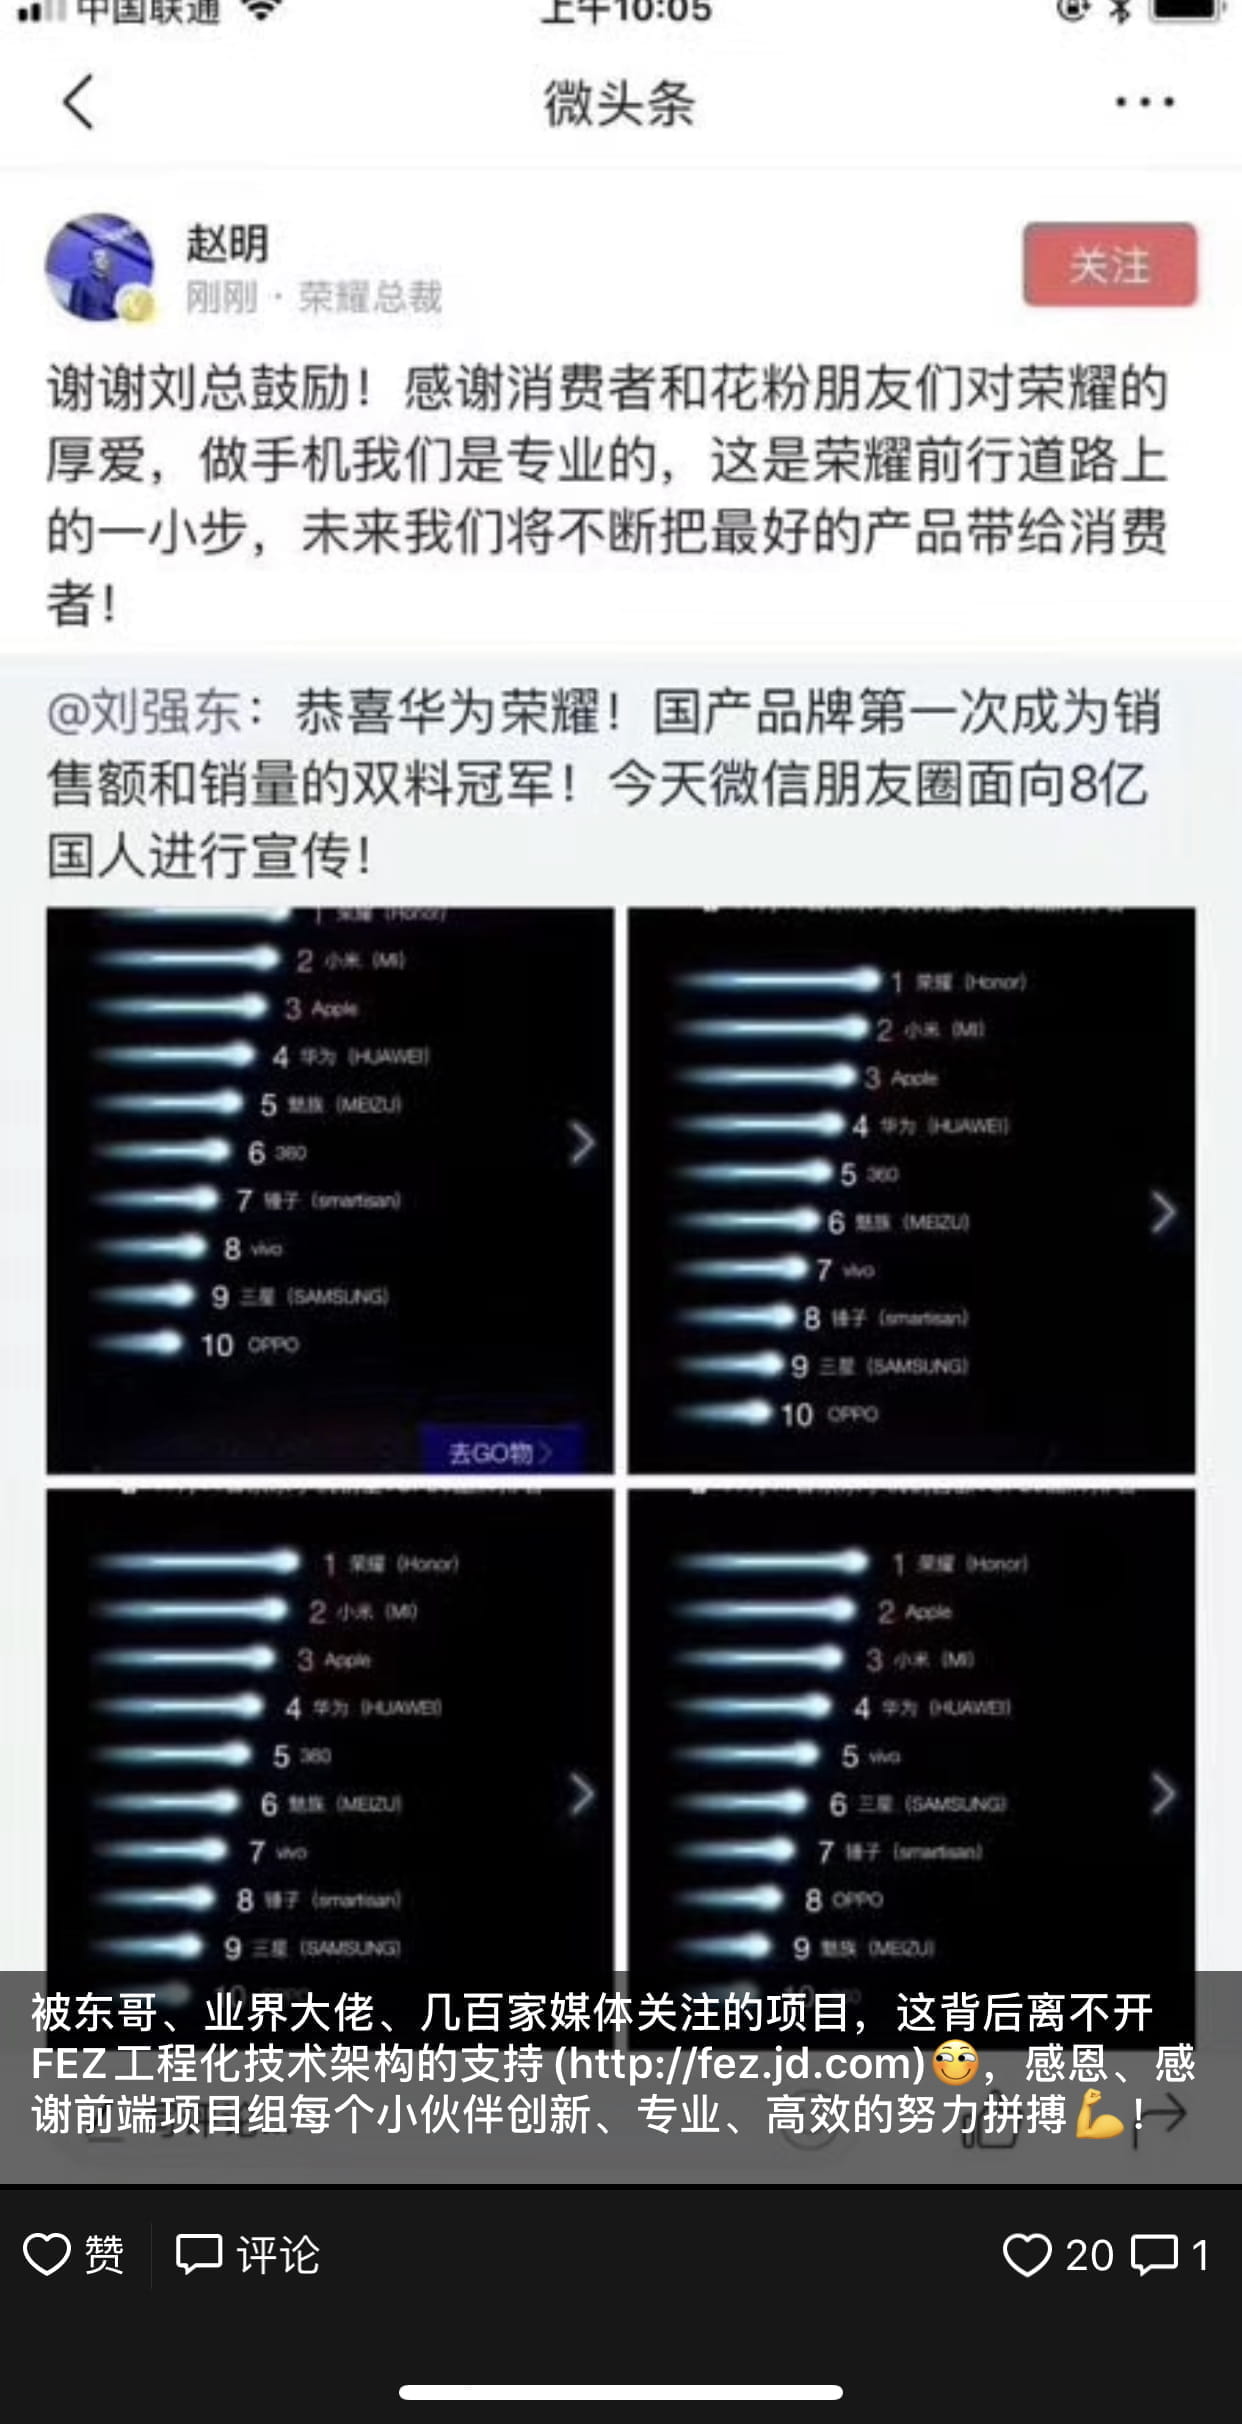 中国联通
上午10:05
微头条
赵明
刚刚 · 荣耀总裁
关注
谢谢刘总鼓励！感谢消费者和花粉朋友们对荣耀的
厚爱，做手机我们是专业的，这是荣耀前行道路上
的一小步，未来我们将不断把最好的产品带给消费
者！
@刘强东：恭喜华为荣耀！国产品牌第一次成为销
售额和销量的双料冠军！今天微信朋友圈面向8亿
国人进行宣传！
1 荣耀 (Honor)
2 小米 (MI)
3 Apple
4 华为 (HUAWEI)
5 魅族 (MEIZU)
6 360
7 锤子 (smartisan)
8 vivo
9 三星 (SAMSUNG)
10 OPPO
去GO物
1 荣耀 (Honor)
2 小米 (MI)
3 Apple
4 华为 (HUAWEI)
5 360
6 魅族 (MEIZU)
7 vivo
8 锤子 (smartisan)
9 三星 (SAMSUNG)
10 OPPO
1 荣耀 (Honor)
2 小米 (MI)
3 Apple
4 华为 (HUAWEI)
5 360
6 魅族 (MEIZU)
7 vivo
8 锤子 (smartisan)
9 三星 (SAMSUNG)
1 荣耀 (Honor)
2 Apple
3 小米 (MI)
4 华为 (HUAWEI)
5 vivo
6 三星 (SAMSUNG)
7 锤子 (smartisan)
8 OPPO
9 魅族 (MEIZU)
被东哥、业界大佬、几百家媒体关注的项目，这背后离不开
FEZ工程化技术架构的支持(http://fez.jd.com)，感恩、感
谢前端项目组每个小伙伴创新、专业、高效的努力拼搏💪！
赞
评论
20
1